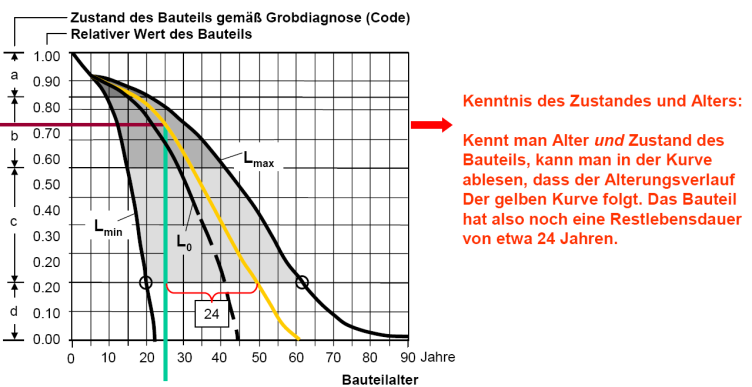 Zustand des Bauteils gemäß Grobdiagnose (Code)
Relativer Wert des Bauteils
1.00
a
0.90
0.80
b
0.70
0.60
0.50
c
0.40
0.30
0.20
d
0.10
0.00
Lmax
Lmin
L0
24
0 10 20 30 40 50 60 70 80 90 Jahre
Bauteilalter
Kenntnis des Zustandes und Alters:
Kennt man Alter und Zustand des
Bauteils, kann man in der Kurve
ablesen, dass der Alterungsverlauf
Der gelben Kurve folgt. Das Bauteil
hat also noch eine Restlebensdauer
von etwa 24 Jahren.